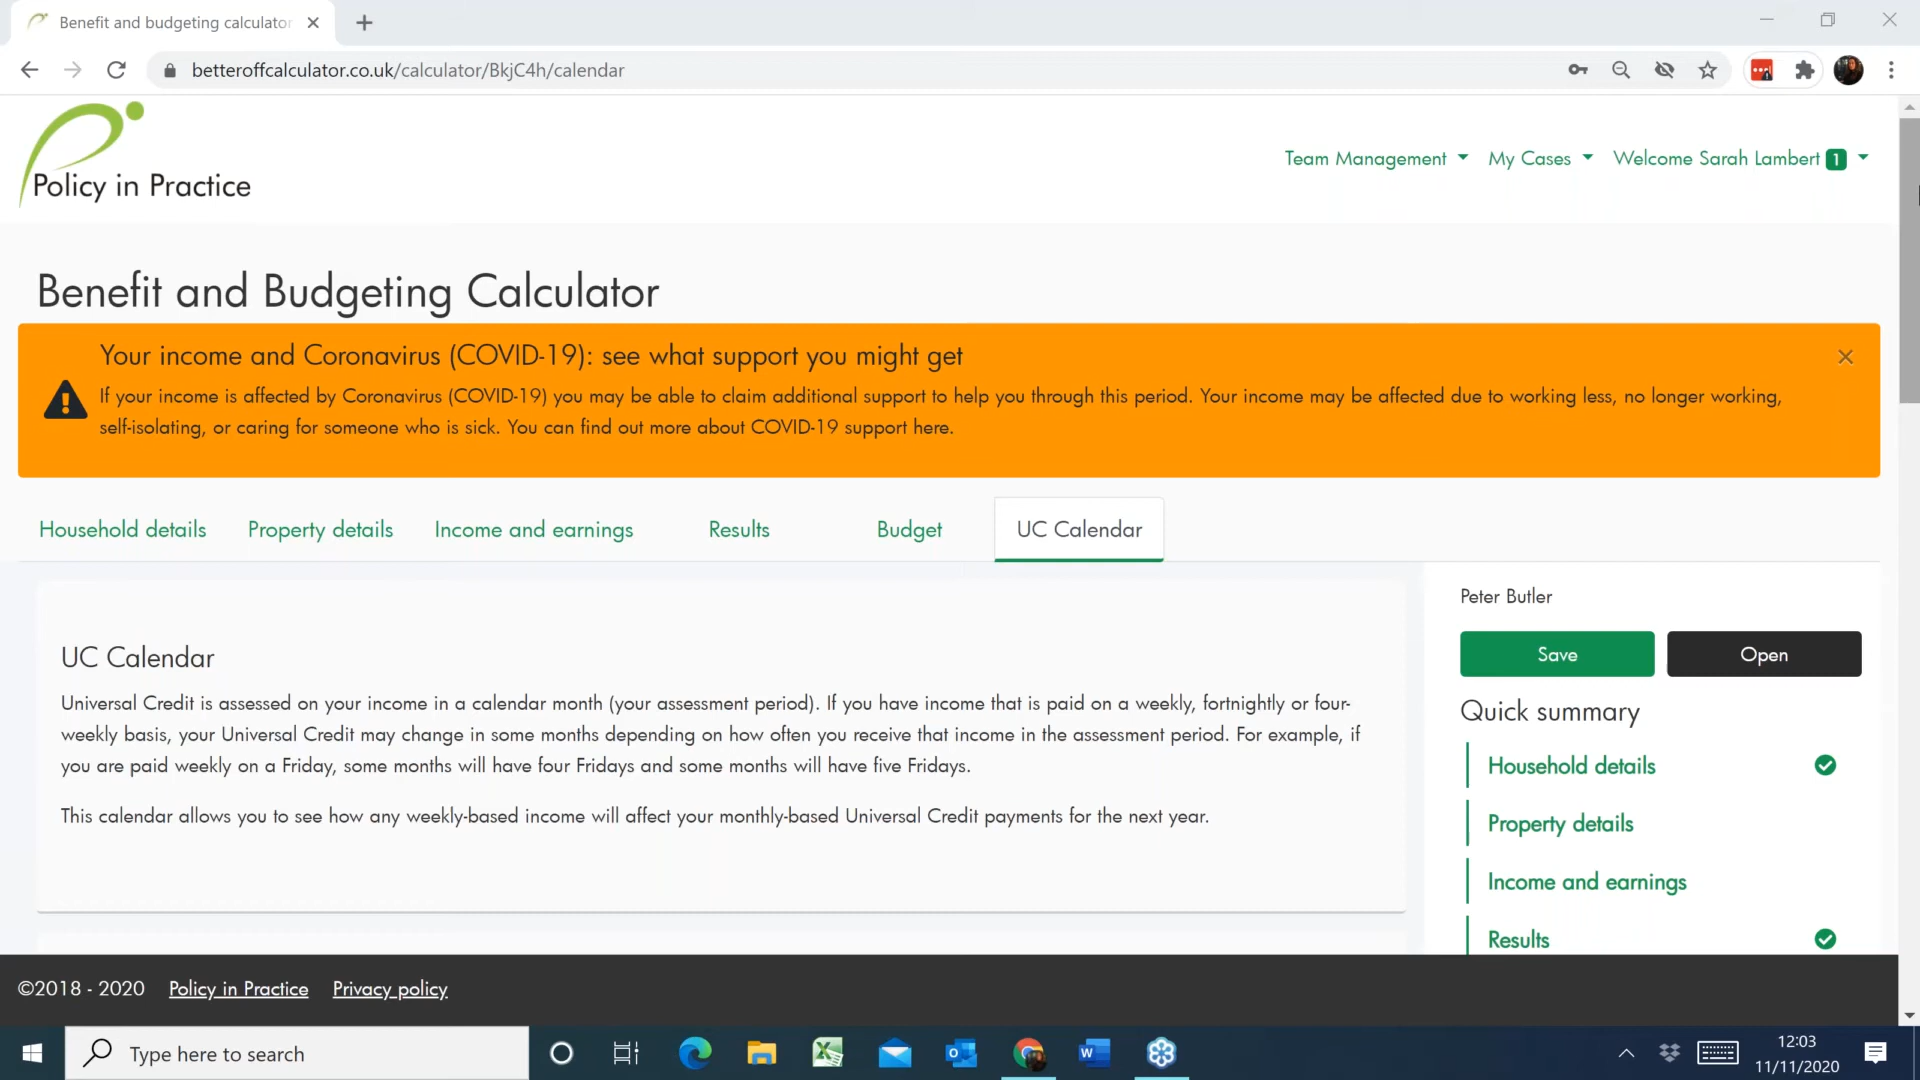 Benefit and budgeting calculator
betteroffcalculator.co.uk/calculator/BkjC4h/calendar
Policy in Practice
Team Management
My Cases
Welcome Sarah Lambert 1
Benefit and Budgeting Calculator
Your income and Coronavirus (COVID-19): see what support you might get
If your income is affected by Coronavirus (COVID-19) you may be able to claim additional support to help you through this period. Your income may be affected due to working less, no longer working,
self-isolating, or caring for someone who is sick. You can find out more about COVID-19 support here.
Household details
Property details
Income and earnings
Results
Budget
UC Calendar
UC Calendar
Universal Credit is assessed on your income in a calendar month (your assessment period). If you have income that is paid on a weekly, fortnightly or four-
weekly basis, your Universal Credit may change in some months depending on how often you receive that income in the assessment period. For example, if
you are paid weekly on a Friday, some months will have four Fridays and some months will have five Fridays.
This calendar allows you to see how any weekly-based income will affect your monthly-based Universal Credit payments for the next year.
Peter Butler
Save
Open
Quick summary
Household details
Property details
Income and earnings
Results
©2018 - 2020
Policy in Practice
Privacy policy
Type here to search
12:03
11/11/2020